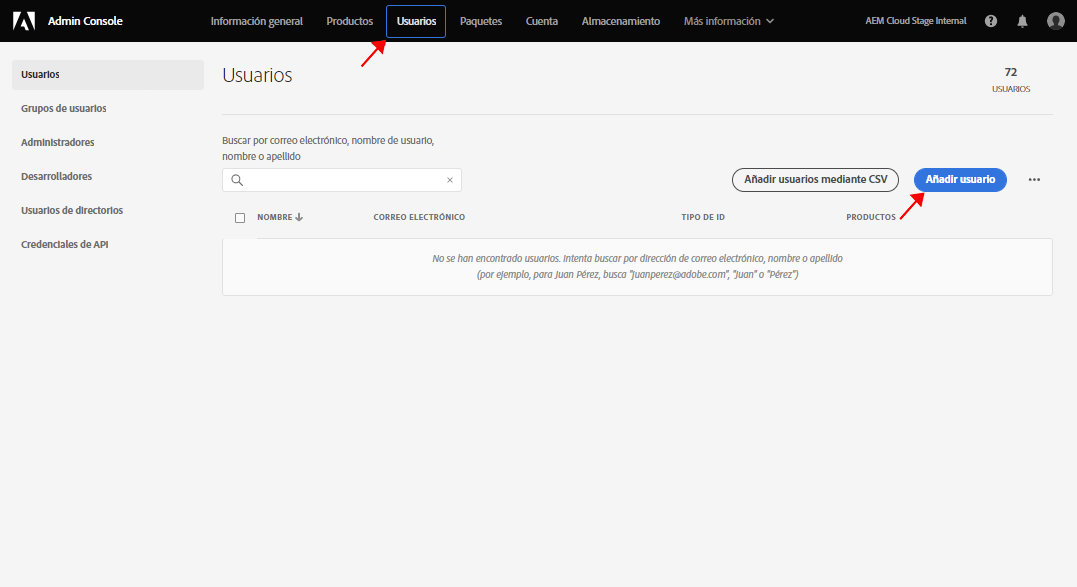 Admin Console
Información general Productos Usuarios Paquetes Cuenta Almacenamiento Más información
AEM Cloud Stage Internal
Usuarios
Grupos de usuarios
Administradores
Desarrolladores
Usuarios de directorios
Credenciales de API
Usuarios
72
USUARIOS
Buscar por correo electrónico, nombre de usuario,
nombre o apellido
Añadir usuarios mediante CSV
Añadir usuario
NOMBRE CORREO ELECTRÓNICO TIPO DE ID PRODUCTOS
No se han encontrado usuarios. Intenta buscar por dirección de correo electrónico, nombre o apellido
(por ejemplo, para Juan Pérez, busca "juanperez@adobe.com", "Juan" o "Pérez")